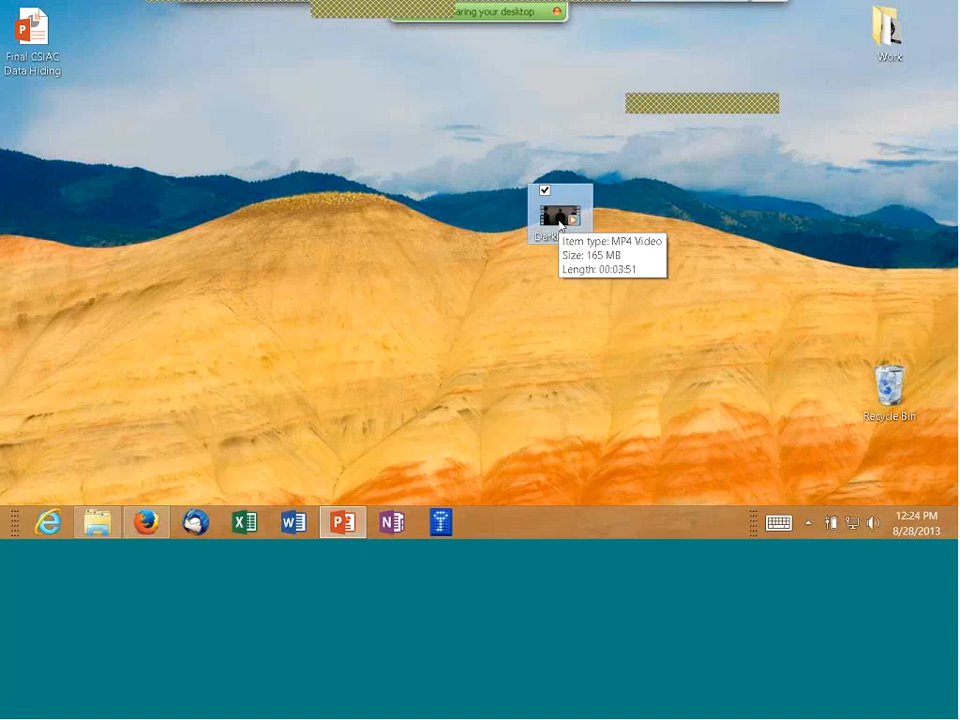 aring your desktop
Final CSIAC
Data Hiding
Work
Item type: MP4 Video
Size: 165 MB
Length: 00:03:51
Recycle Bin
12:24 PM
8/28/2013